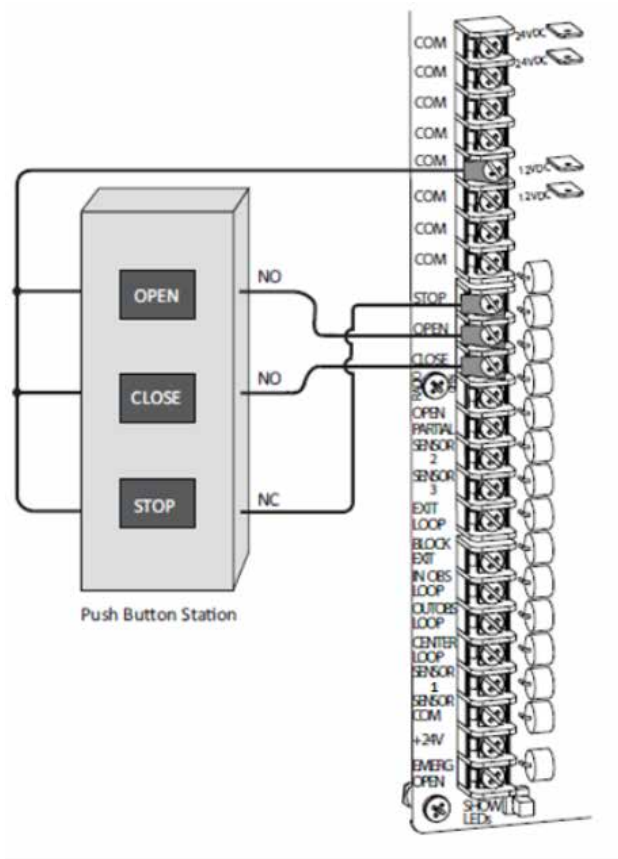 COM
24VDC
COM
24VDC
COM
COM
COM
12VDC
COM
12VDC
COM
COM
STOP
OPEN
CLOSE
OPEN
PARTIAL
SENSOR
2
SENSOR
3
EXIT
LOOP
BLOCK
EXIT
IN OBS
LOOP
OUTOBS
LOOP
CENTER
LOOP
SENSOR
1
SENSOR
COM
+24V
EMERG
OPEN
SHOW
LEDs
OPEN
NO
CLOSE
NO
STOP
NC
Push Button Station